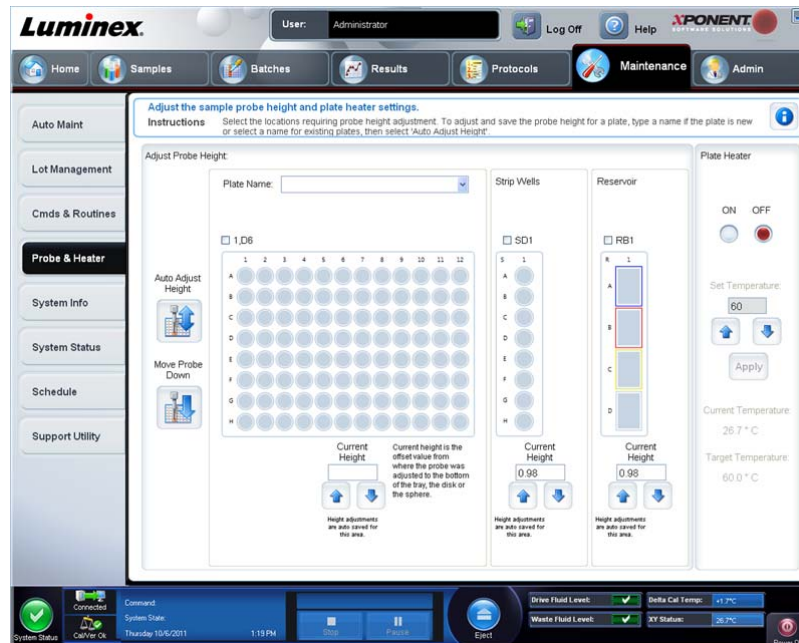 Luminex.
User: Administrator
Log Off
Help
XPONENT.
SOFTWARE SOLUTIONS
Home
Samples
Batches
Results
Protocols
Maintenance
Admin
Auto Maint
Lot Management
Cmds & Routines
Probe & Heater
System Info
System Status
Schedule
Support Utility
Adjust the sample probe height and plate heater settings.
Instructions Select the locations requiring probe height adjustment. To adjust and save the probe height for a plate, type a name if the plate is new
or select a name for existing plates, then select 'Auto Adjust Height'.
Adjust Probe Height:
Plate Name:
1,D6
1 2 3 4 5 6 7 8 9 10 11 12
A
B
C
D
E
F
G
H
Auto Adjust
Height
Move Probe
Down
Current
Height
Current height is the
offset value from
where the probe was
adjusted to the bottom
of the tray, the disk or
the sphere.
Height adjustments
are auto saved for
this area.
Strip Wells
SD1
S 1
A
B
C
D
E
F
G
H
Current
Height
0.98
Height adjustments
are auto saved for
this area.
Reservoir
RB1
R 1
A
B
C
D
Current
Height
0.98
Height adjustments
are auto saved for
this area.
Plate Heater
ON OFF
Set Temperature:
60
Apply
Current Temperature:
26.7 ° C
Target Temperature:
60.0 ° C
System Status
Connected
Cal/Ver Ok
Command:
System State:
Thursday 10/6/2011 1:19 PM
Stop
Pause
Eject
Drive Fluid Level:
Waste Fluid Level:
Delta Cal Temp: +1.7°C
XY Status: 26.7°C